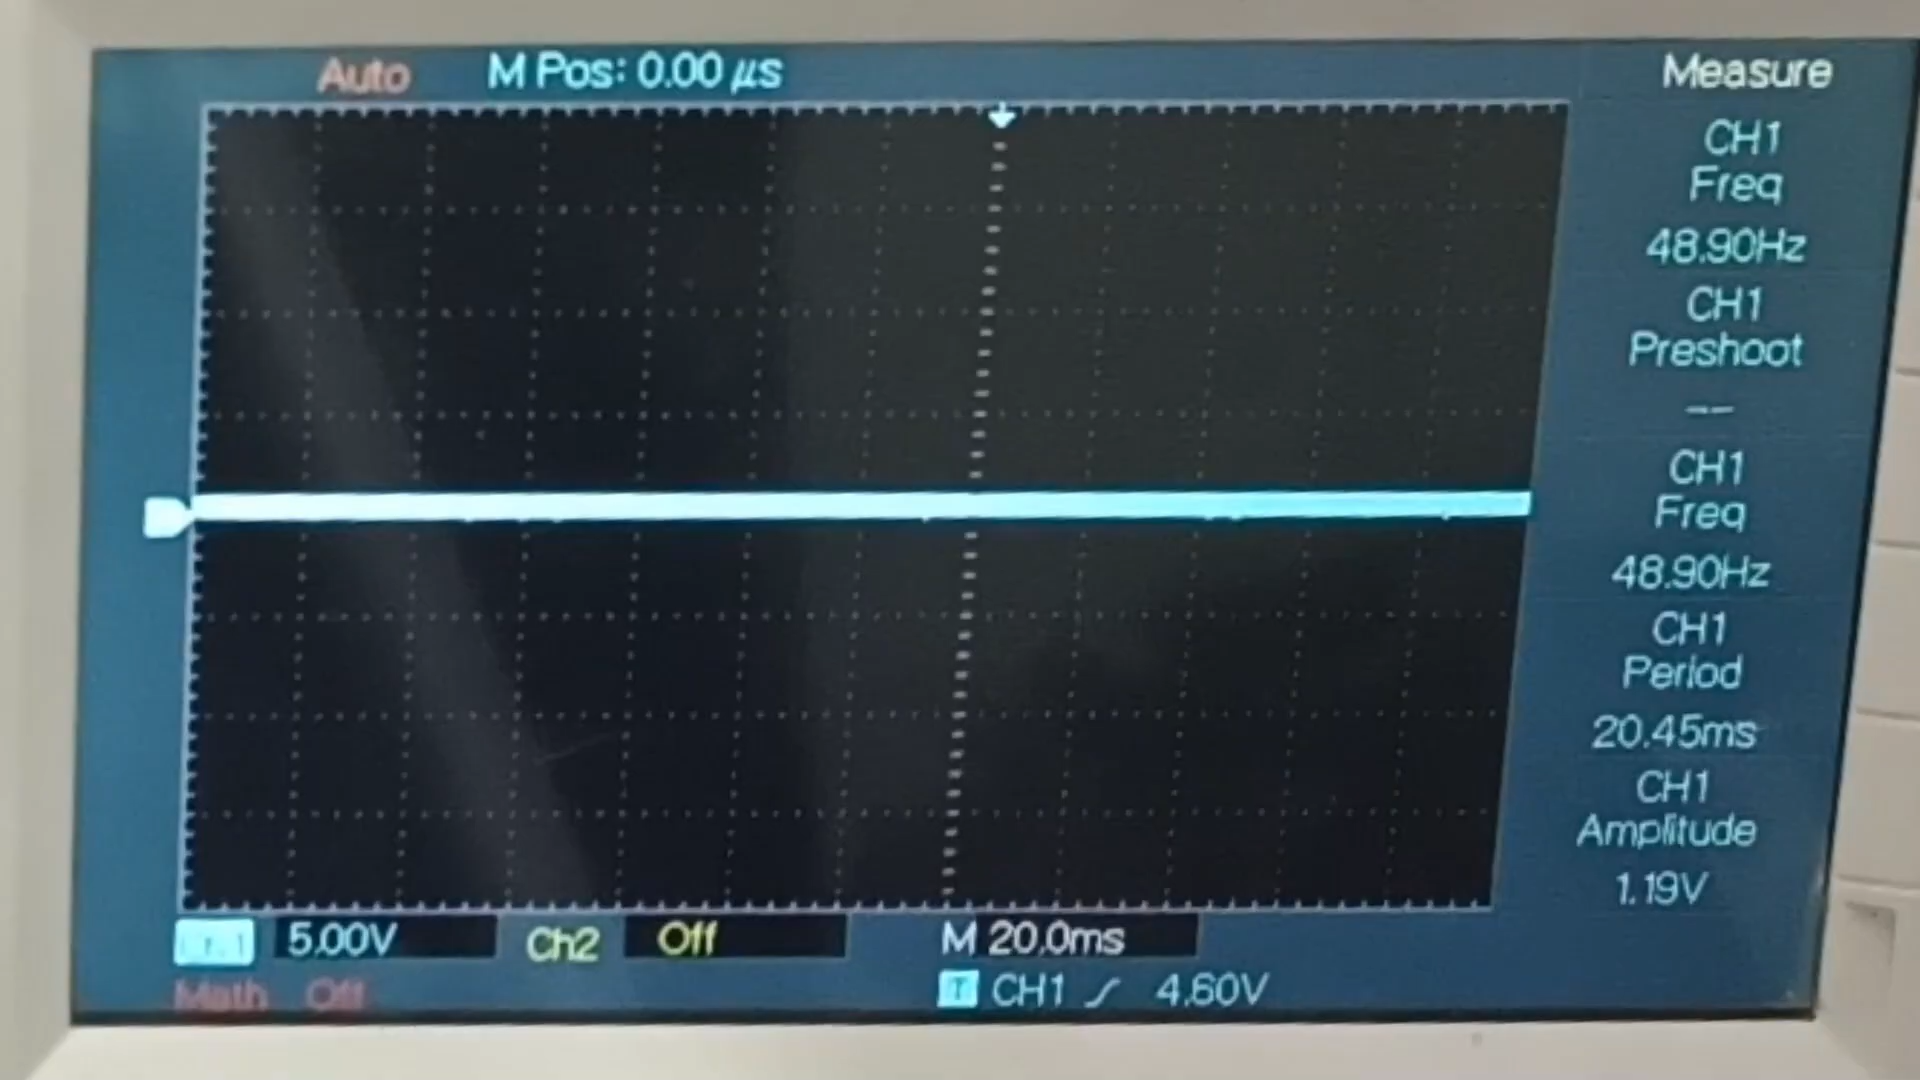 Auto M Pos: 0.00 μs Measure
CH1
Freq
48.90Hz
CH1
Preshoot
--
CH1
Freq
48.90Hz
CH1
Period
20.45ms
CH1
Amplitude
1.19V
5.00V Ch2 Off M 20.0ms
Math Off T CH1 4.60V